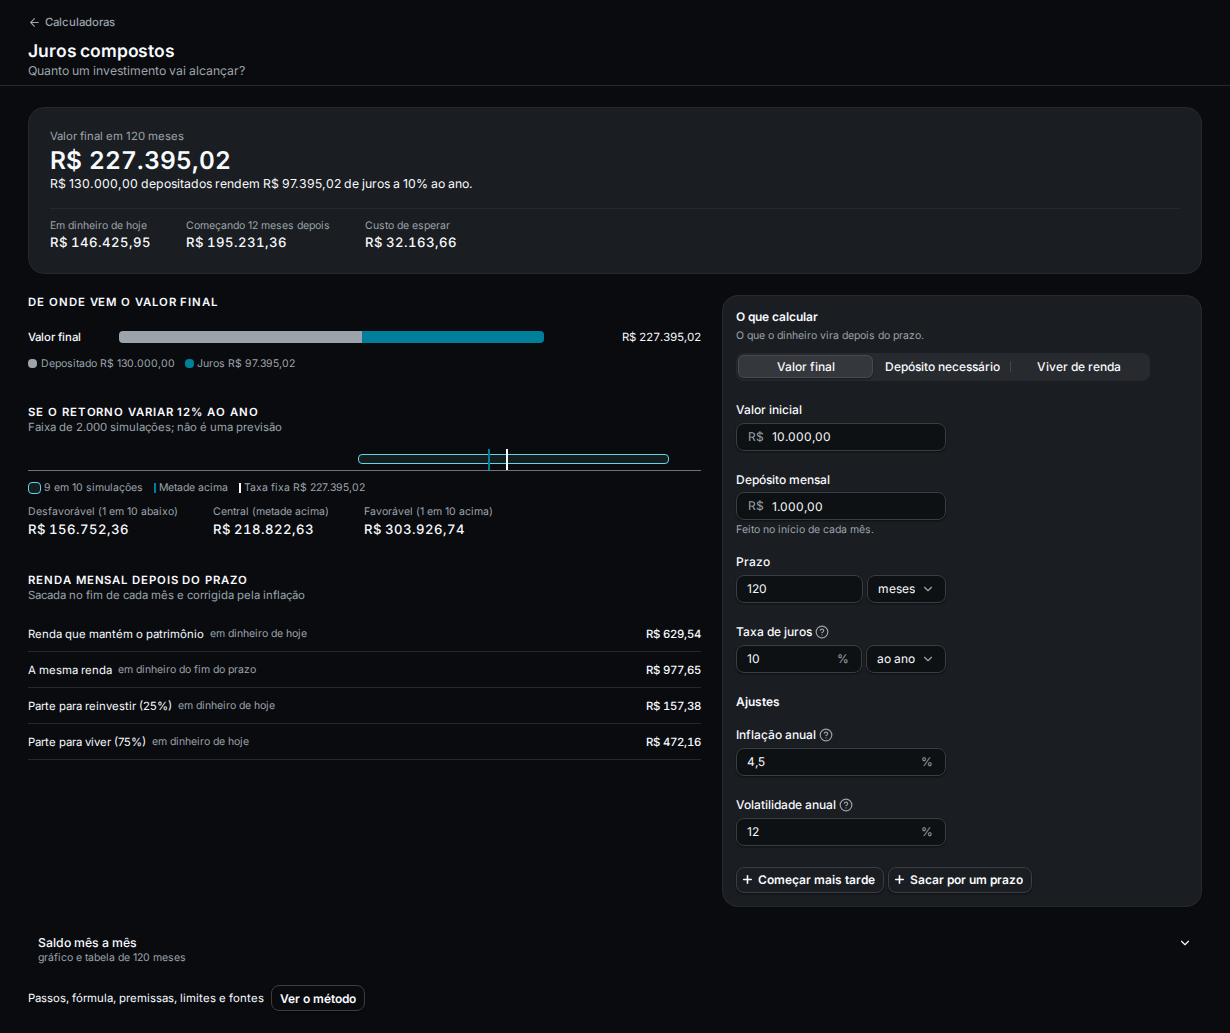 Calculadoras
Juros compostos
Quanto um investimento vai alcançar?
Valor final em 120 meses
R$ 227.395,02
R$ 130.000,00 depositados rendem R$ 97.395,02 de juros a 10% ao ano.
Em dinheiro de hoje
R$ 146.425,95
Começando 12 meses depois
R$ 195.231,36
Custo de esperar
R$ 32.163,66
DE ONDE VEM O VALOR FINAL
Valor final
R$ 227.395,02
Depositado R$ 130.000,00
Juros R$ 97.395,02
SE O RETORNO VARIAR 12% AO ANO
Faixa de 2.000 simulações; não é uma previsão
9 em 10 simulações
Metade acima
Taxa fixa R$ 227.395,02
Desfavorável (1 em 10 abaixo)
R$ 156.752,36
Central (metade acima)
R$ 218.822,63
Favorável (1 em 10 acima)
R$ 303.926,74
RENDA MENSAL DEPOIS DO PRAZO
Sacada no fim de cada mês e corrigida pela inflação
Renda que mantém o patrimônio em dinheiro de hoje R$ 629,54
A mesma renda em dinheiro do fim do prazo R$ 977,65
Parte para reinvestir (25%) em dinheiro de hoje R$ 157,38
Parte para viver (75%) em dinheiro de hoje R$ 472,16
O que calcular
O que o dinheiro vira depois do prazo.
Valor final
Depósito necessário
Viver de renda
Valor inicial
R$ 10.000,00
Depósito mensal
R$ 1.000,00
Feito no início de cada mês.
Prazo
120
meses
Taxa de juros ?
10 %
ao ano
Ajustes
Inflação anual ?
4,5 %
Volatilidade anual ?
12 %
+ Começar mais tarde
+ Sacar por um prazo
Saldo mês a mês
gráfico e tabela de 120 meses
Passos, fórmula, premissas, limites e fontes
Ver o método